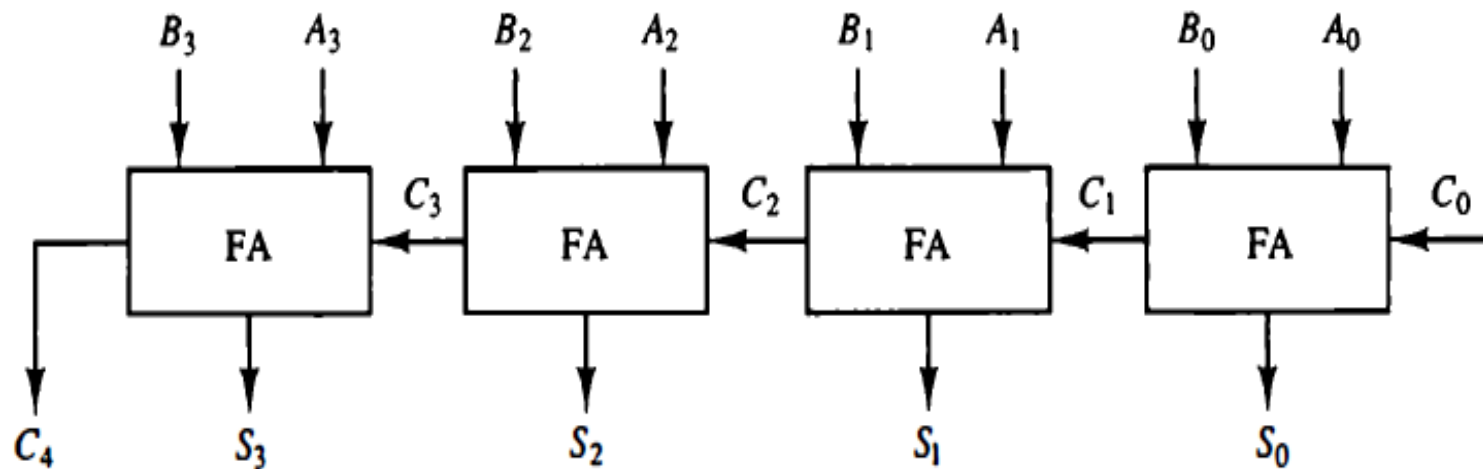 B₃ A₃ B₂ A₂ B₁ A₁ B₀ A₀
C₃ C₂ C₁ C₀
FA FA FA FA
C₄ S₃ S₂ S₁ S₀